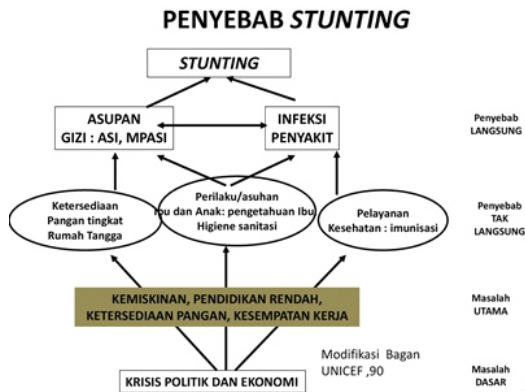 PENYEBAB STUNTING
STUNTING
ASUPAN
GIZI : ASI, MPASI
INFEKSI
PENYAKIT
Penyebab
LANGSUNG
Ketersediaan
Pangan tingkat
Rumah Tangga
Perilaku/asuhan
Ibu dan Anak: pengetahuan Ibu
Higiene sanitasi
Pelayanan
Kesehatan : imunisasi
Penyebab
TAK
LANGSUNG
KEMISKINAN, PENDIDIKAN RENDAH,
KETERSEDIAAN PANGAN, KESEMPATAN KERJA
Masalah
UTAMA
KRISIS POLITIK DAN EKONOMI
Modifikasi Bagan
UNICEF ,90
Masalah
DASAR